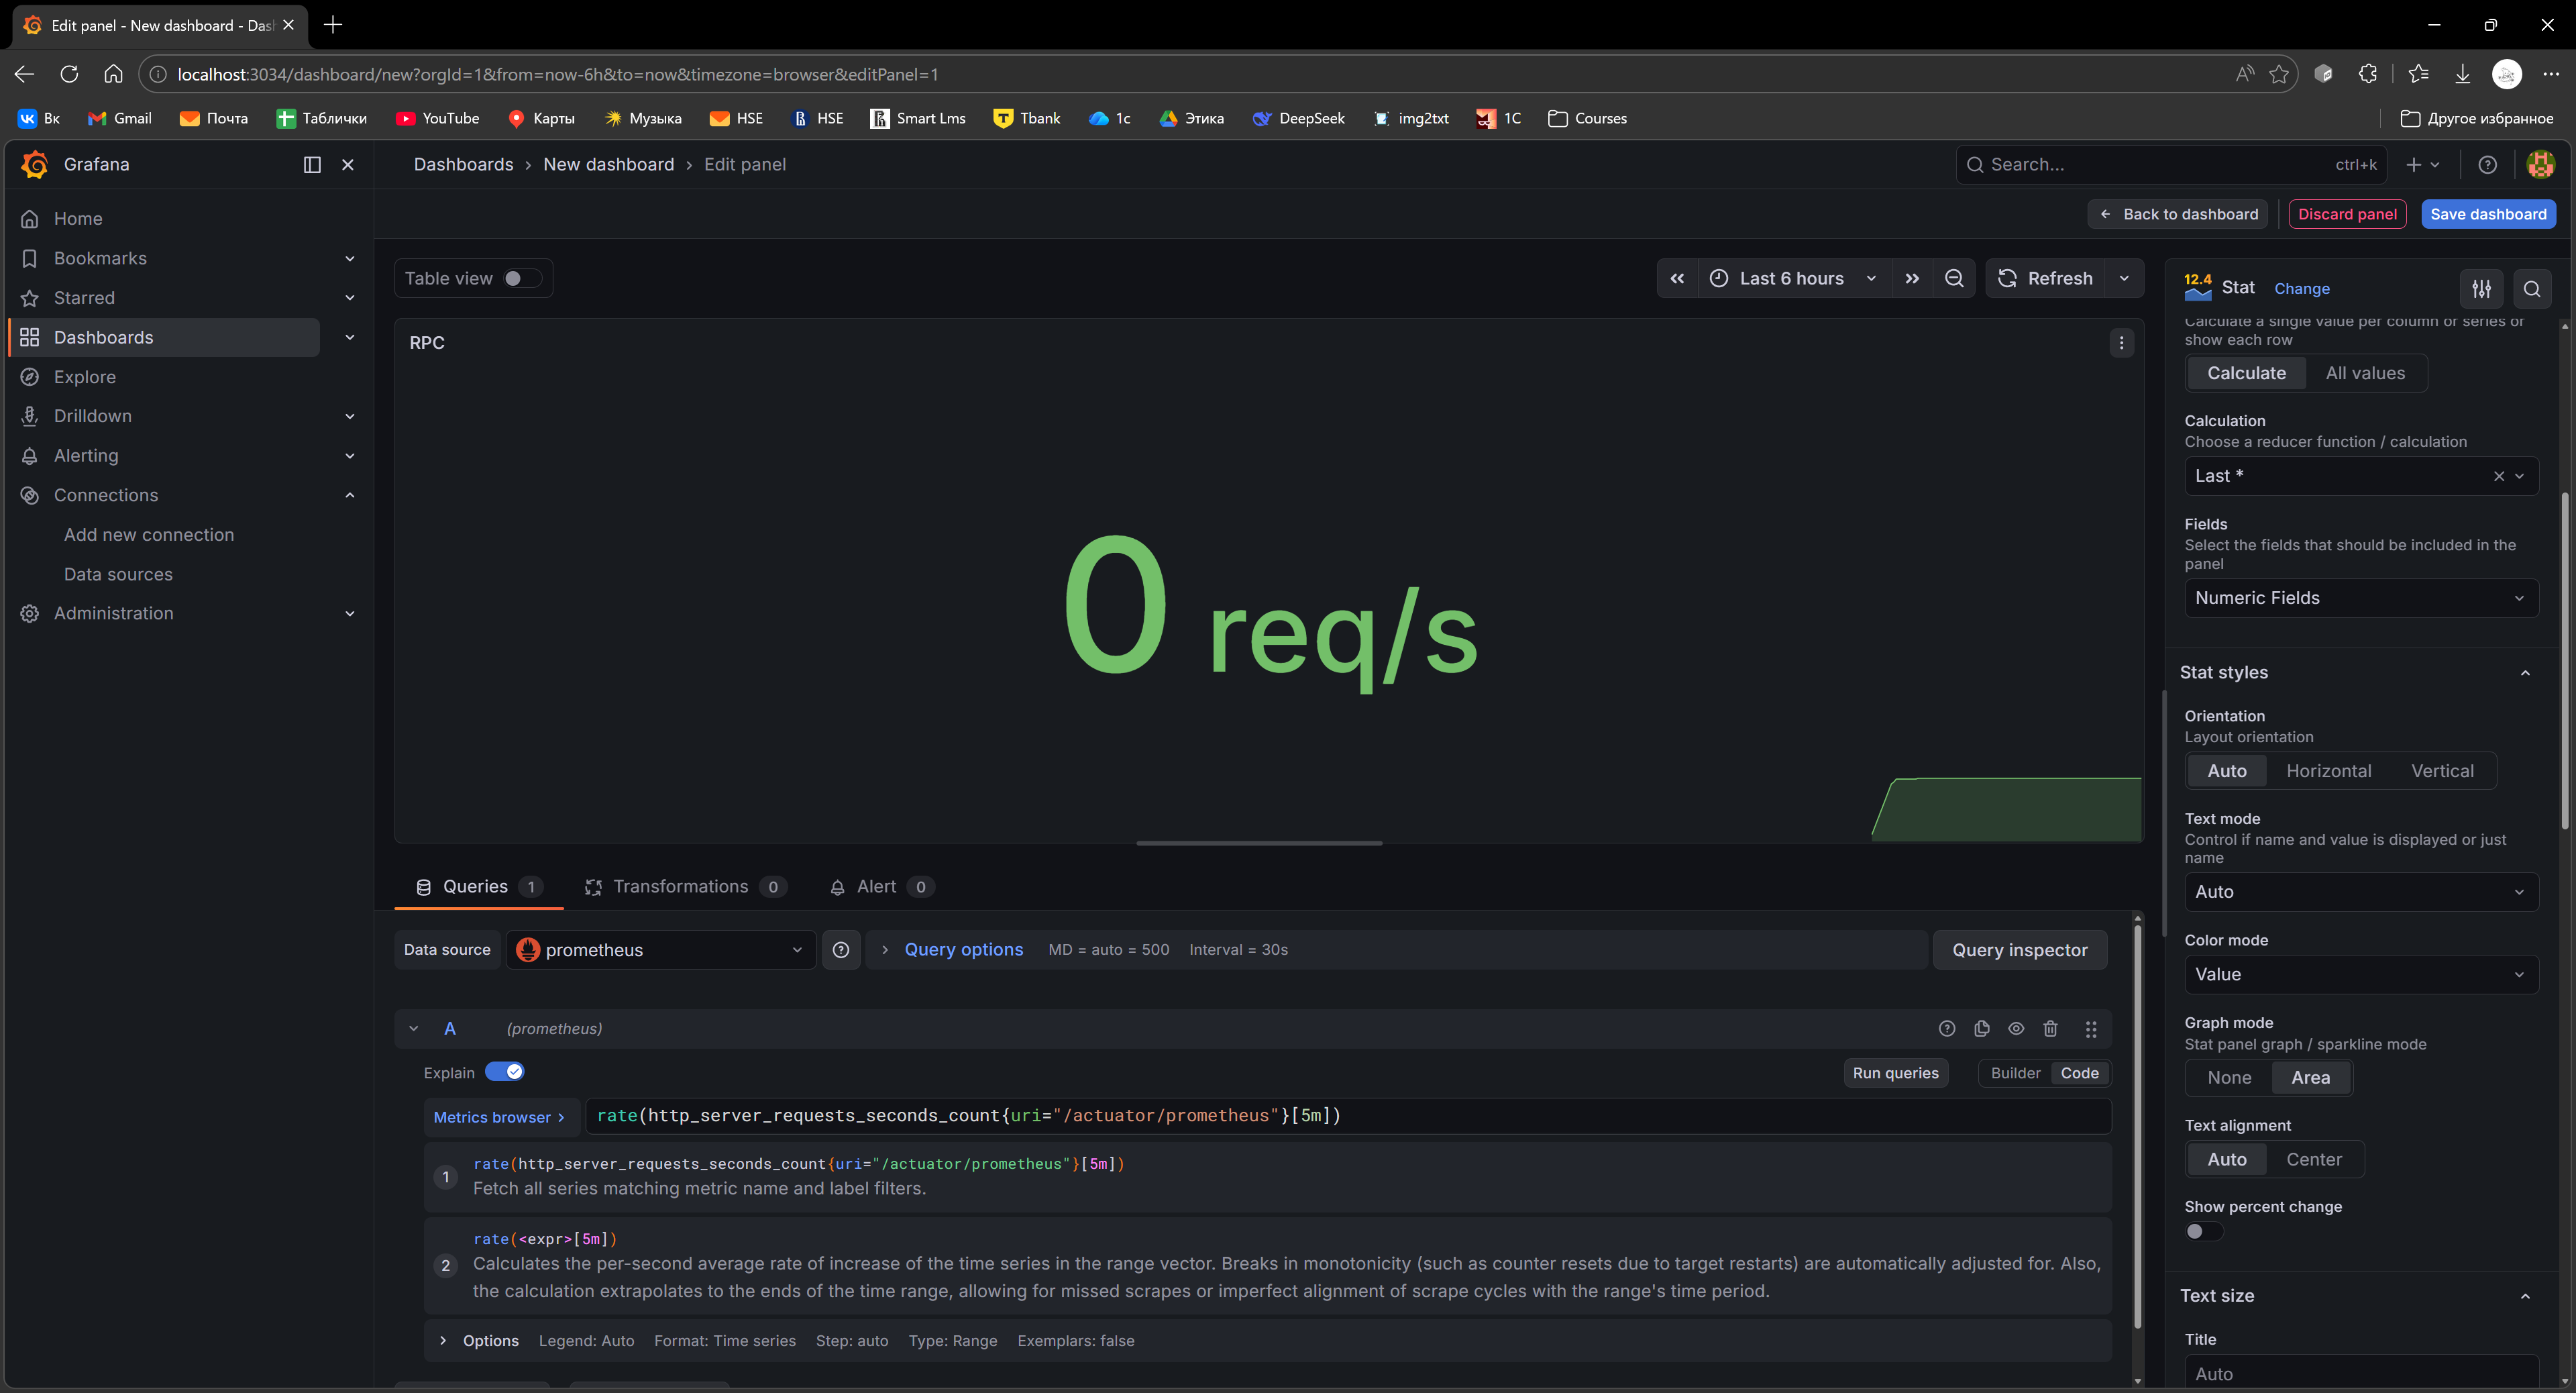 Edit panel - New dashboard - Das
localhost:3034/dashboard/new?orgId=1&from=now-6h&to=now&timezone=browser&editPanel=1
Вк Gmail Почта Таблички YouTube Карты Музыка HSE HSE Smart Lms Tbank 1c Этика DeepSeek img2txt 1C Courses Другое избранное
Grafana
Dashboards › New dashboard › Edit panel
Search... ctrl+k
Home
Bookmarks
Starred
Dashboards
Explore
Drilldown
Alerting
Connections
Add new connection
Data sources
Administration
Back to dashboard
Discard panel
Save dashboard
Table view
Last 6 hours
Refresh
RPC
0 req/s
Queries 1
Transformations 0
Alert 0
Data source
prometheus
Query options MD = auto = 500 Interval = 30s
Query inspector
A (prometheus)
Explain
Run queries
Builder Code
Metrics browser >
rate(http_server_requests_seconds_count{uri="/actuator/prometheus"}[5m])
1
rate(http_server_requests_seconds_count{uri="/actuator/prometheus"}[5m])
Fetch all series matching metric name and label filters.
2
rate(<expr>[5m])
Calculates the per-second average rate of increase of the time series in the range vector. Breaks in monotonicity (such as counter resets due to target restarts) are automatically adjusted for. Also,
the calculation extrapolates to the ends of the time range, allowing for missed scrapes or imperfect alignment of scrape cycles with the range's time period.
Options Legend: Auto Format: Time series Step: auto Type: Range Exemplars: false
12.4
Stat Change
Calculate a single value per column or series or
show each row
Calculate All values
Calculation
Choose a reducer function / calculation
Last *
Fields
Select the fields that should be included in the
panel
Numeric Fields
Stat styles
Orientation
Layout orientation
Auto Horizontal Vertical
Text mode
Control if name and value is displayed or just
name
Auto
Color mode
Value
Graph mode
Stat panel graph / sparkline mode
None Area
Text alignment
Auto Center
Show percent change
Text size
Title
Auto